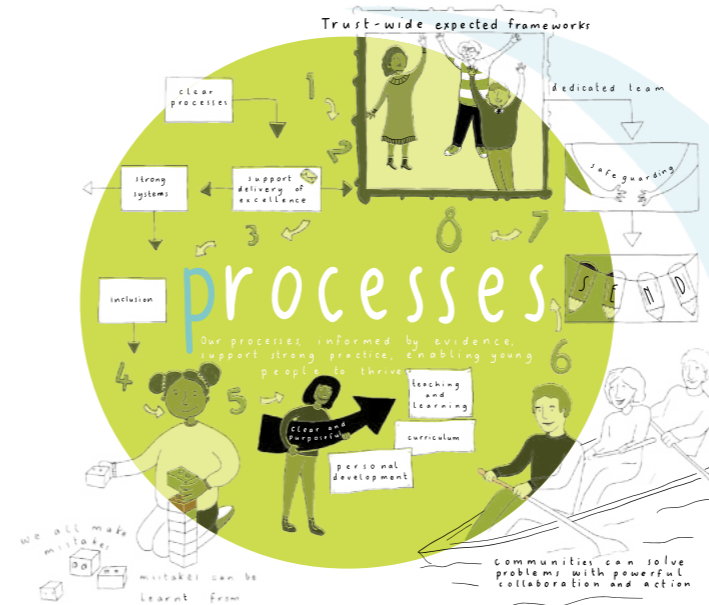 Trust-wide expected frameworks
clear
processes
1
dedicated team
2
safeguarding
strong
systems
support
delivery of
excellence
3
8
7
inclusion
processes
SEND
Our processes, informed by evidence,
support strong practice, enabling young
people to thrive
4
5
6
clear and
purposeful
teaching
and
learning
curriculum
personal
development
we all make
mistakes
mistakes can be
learnt from
communities can solve
problems with powerful
collaboration and action